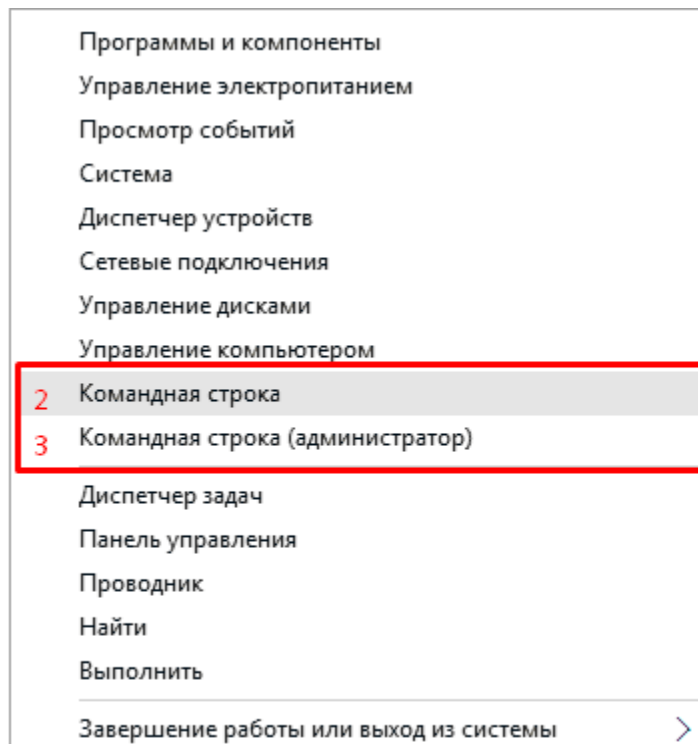 Программы и компоненты
Управление электропитанием
Просмотр событий
Система
Диспетчер устройств
Сетевые подключения
Управление дисками
Управление компьютером
2 Командная строка
3 Командная строка (администратор)
Диспетчер задач
Панель управления
Проводник
Найти
Выполнить
Завершение работы или выход из системы